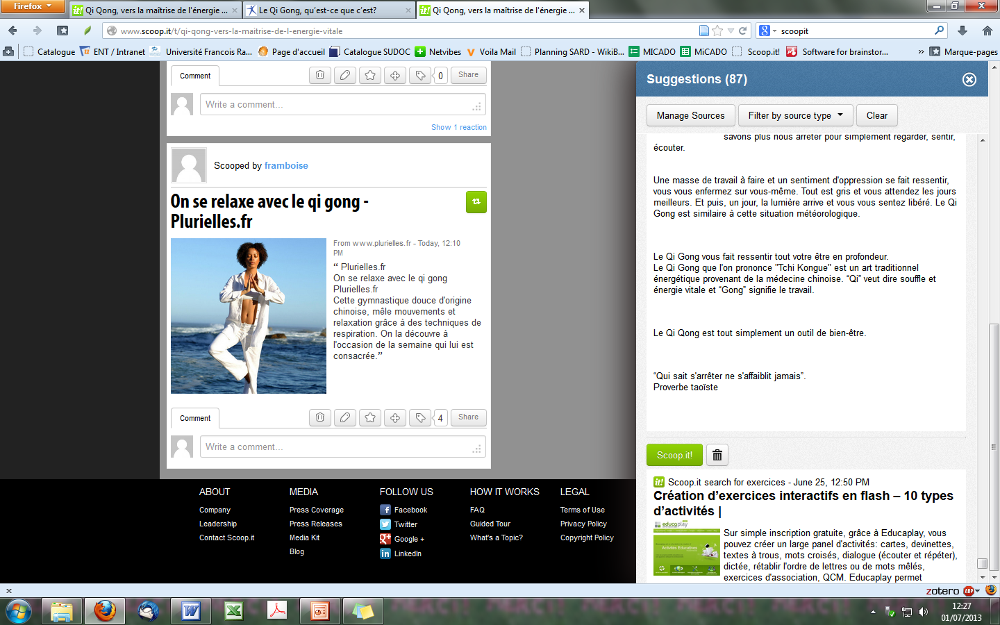 Firefox
Qi Qong, vers la maîtrise de l'énergie ...
Le Qi Gong, qu'est-ce que c'est?
Qi Qong, vers la maîtrise de l'énergie ...
www.scoop.it/t/qi-qong-vers-la-maitrise-de-l-energie-vitale
scoopit
Catalogue
ENT / Intranet
Université Francois Ra...
Page d'accueil
Catalogue SUDOC
Netvibes
Voila Mail
Planning SARD - WikiB...
MICADO
MiCADO
Scoop.it!
Software for brainstor...
»
Marque-pages
Comment
0
Share
Write a comment...
Show 1 reaction
Scooped by framboise
On se relaxe avec le qi gong -
Plurielles.fr
From www.plurielles.fr - Today, 12:10
PM
“ Plurielles.fr
On se relaxe avec le qi gong
Plurielles.fr
Cette gymnastique douce d'origine
chinoise, mêle mouvements et
relaxation grâce à des techniques de
respiration. On la découvre à
l'occasion de la semaine qui lui est
consacrée.”
Comment
4
Share
Write a comment...
ABOUT
Company
Leadership
Contact Scoop.it
MEDIA
Press Coverage
Press Releases
Media Kit
Blog
FOLLOW US
Facebook
Twitter
Google +
LinkedIn
HOW IT WORKS
FAQ
Guided Tour
What's a Topic?
LEGAL
Terms of Use
Privacy Policy
Copyright Policy
Suggestions (87)
Manage Sources
Filter by source type
Clear
savons plus nous arrêter pour simplement regarder, sentir,
écouter.
Une masse de travail à faire et un sentiment d'oppression se fait ressentir,
vous vous enfermez sur vous-même. Tout est gris et vous attendez les jours
meilleurs. Et puis, un jour, la lumière arrive et vous vous sentez libéré. Le Qi
Gong est similaire à cette situation météorologique.
Le Qi Gong vous fait ressentir tout votre être en profondeur.
Le Qi Gong que l'on prononce "Tchi Kongue" est un art traditionnel
énergétique provenant de la médecine chinoise. “Qi” veut dire souffle et
énergie vitale et “Gong” signifie le travail.
Le Qi Qong est tout simplement un outil de bien-être.
“Qui sait s'arrêter ne s'affaiblit jamais”.
Proverbe taoïste
Scoop.it!
it! Scoop.it search for exercices - June 25, 12:50 PM
Création d’exercices interactifs en flash – 10 types
d’activités |
educaplay
Activités Éducatives
Sur simple inscription gratuite, grâce à Educaplay, vous
pouvez créer un large panel d'activités: cartes, devinettes,
textes à trous, mots croisés, dialogue (écouter et répéter),
dictée, rétablir l'ordre de lettres ou de mots mêlés,
exercices d'association, QCM. Educaplay permet
zotero
ABP
12:27
01/07/2013